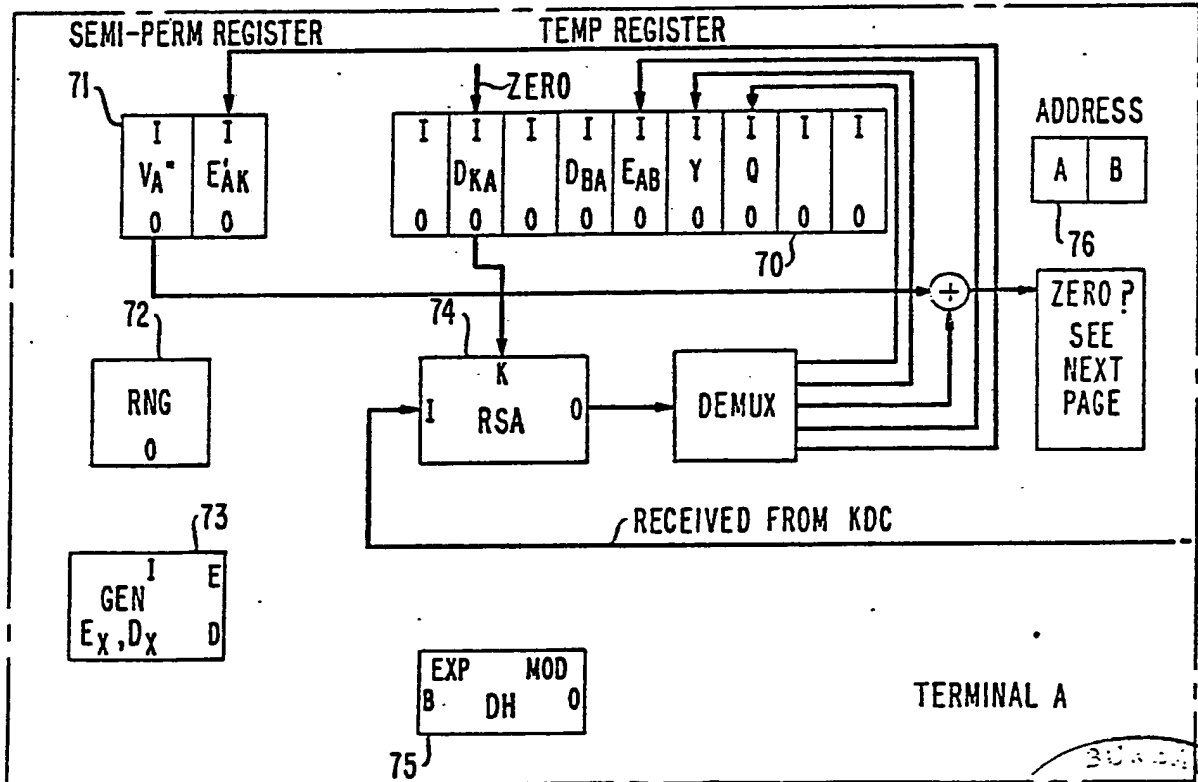 SEMI-PERM REGISTER
TEMP REGISTER
71
ZERO
I I
V_A" E'_AK
0 0
I I I I I I I I I
D_KA D_BA E_AB Y Q
0 0 0 0 0 0 0 0 0
70
ADDRESS
A B
76
72
RNG
0
74
K
I RSA 0
DEMUX
+
ZERO?
SEE
NEXT
PAGE
RECEIVED FROM KDC
73
I E
GEN
E_X, D_X D
EXP MOD
B DH 0
75
TERMINAL A